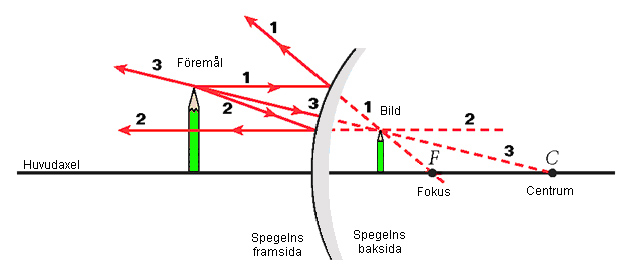 1
3
Föremål
1
2
3
1
Bild
2
2
3
F
C
Huvudaxel
Fokus
Centrum
Spegelns
framsida
Spegelns
baksida